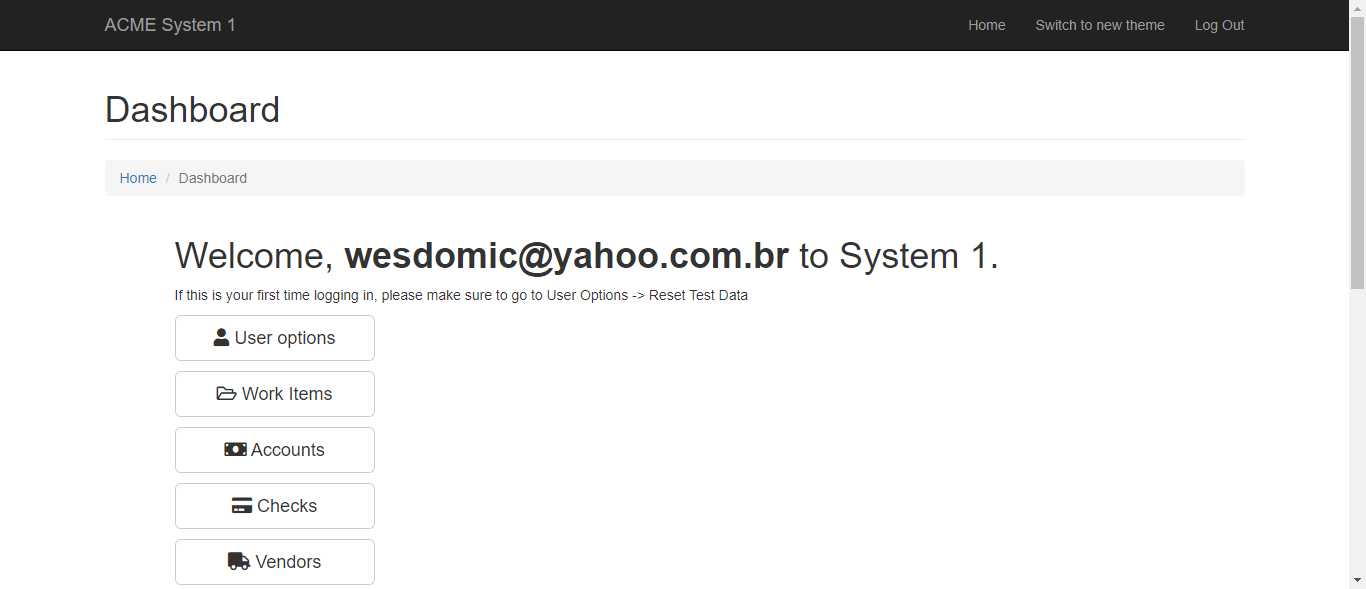 ACME System 1
Home
Switch to new theme
Log Out
Dashboard
Home / Dashboard
Welcome, wesdomic@yahoo.com.br to System 1.
If this is your first time logging in, please make sure to go to User Options -> Reset Test Data
User options
Work Items
Accounts
Checks
Vendors